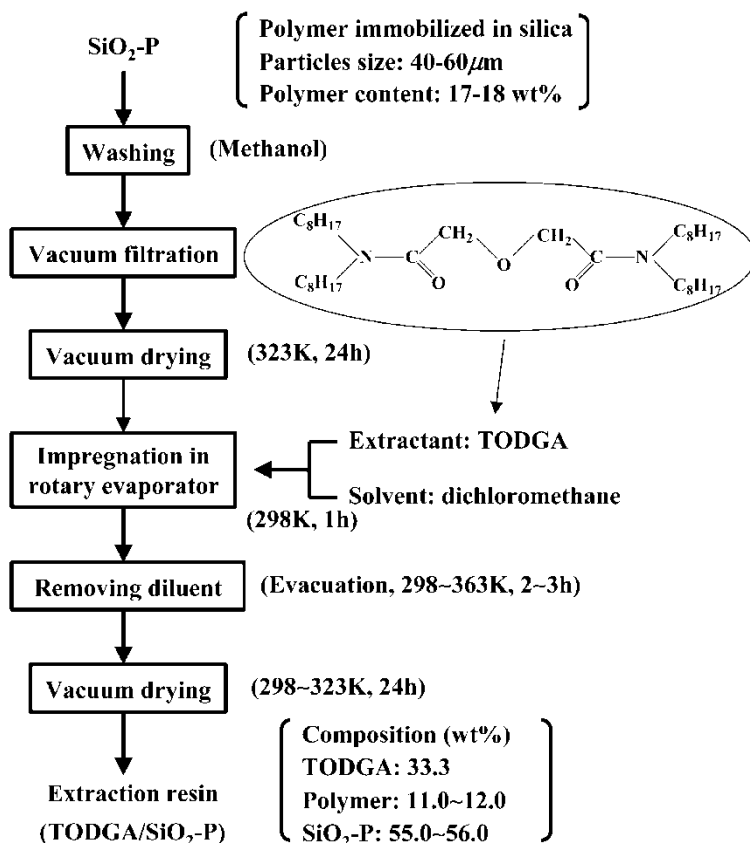 SiO₂-P
Polymer immobilized in silica
Particles size: 40-60μm
Polymer content: 17-18 wt%
Washing
(Methanol)
Vacuum filtration
C₈H₁₇
C₈H₁₇
N
C
O
CH₂
O
CH₂
C
O
N
C₈H₁₇
C₈H₁₇
Vacuum drying
(323K, 24h)
Impregnation in
rotary evaporator
(298K, 1h)
Extractant: TODGA
Solvent: dichloromethane
Removing diluent
(Evacuation, 298~363K, 2~3h)
Vacuum drying
(298~323K, 24h)
Extraction resin
(TODGA/SiO₂-P)
Composition (wt%)
TODGA: 33.3
Polymer: 11.0~12.0
SiO₂-P: 55.0~56.0